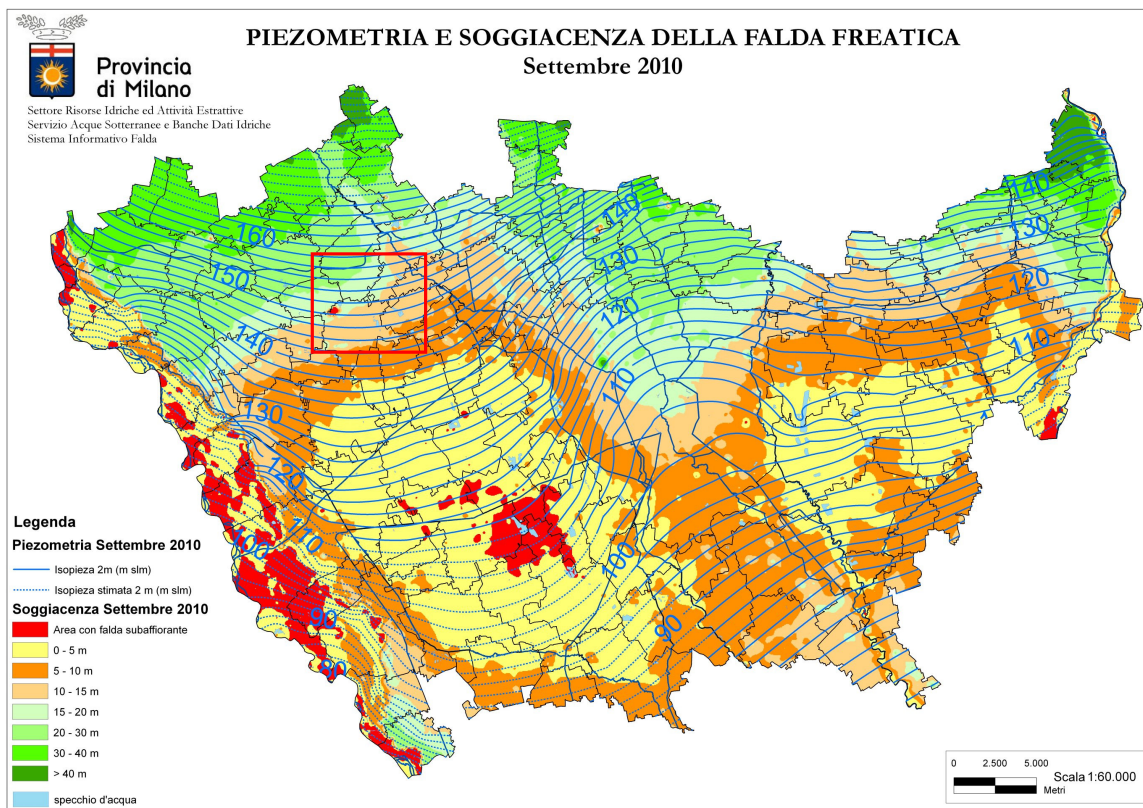 PIEZOMETRIA E SOGGIACENZA DELLA FALDA FREATICA
Settembre 2010
Provincia
di Milano
Settore Risorse Idriche ed Attività Estrattive
Servizio Acque Sotterranee e Banche Dati Idriche
Sistema Informativo Falda
160
150
140
130
120
110
100
90
80
140
130
120
110
100
90
140
130
120
110
Legenda
Piezometria Settembre 2010
Isopieza 2m (m slm)
Isopieza stimata 2 m (m slm)
Soggiacenza Settembre 2010
Area con falda subaffiorante
0 - 5 m
5 - 10 m
10 - 15 m
15 - 20 m
20 - 30 m
30 - 40 m
> 40 m
specchio d'acqua
0 2.500 5.000
Scala 1:60.000
Metri